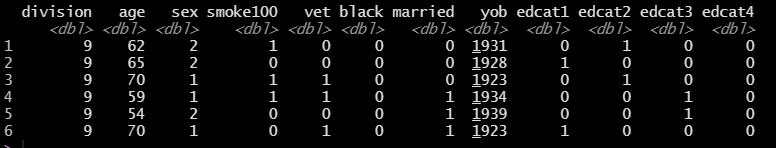 division age sex smoke100 vet black married yob edcat1 edcat2 edcat3 edcat4
<dbl> <dbl> <dbl> <dbl> <dbl> <dbl> <dbl> <dbl> <dbl> <dbl> <dbl> <dbl>
1 9 62 2 1 0 0 0 1931 0 1 0 0
2 9 65 2 0 0 0 0 1928 1 0 0 0
3 9 70 1 1 1 0 0 1923 0 1 0 0
4 9 59 1 1 1 0 1 1934 0 0 1 0
5 9 54 2 0 0 0 1 1939 0 0 1 0
6 9 70 1 0 1 0 1 1923 1 0 0 0